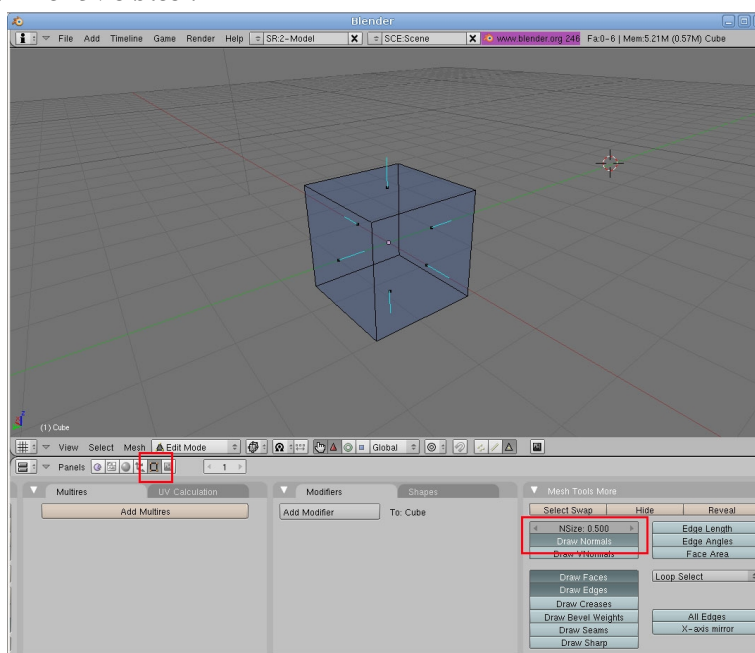 Blender
File Add Timeline Game Render Help SR:2-Model X SCE:Scene X www.blender.org 246 Fa:0-6 | Mem:5.21M (0.57M) Cube
(1) Cube
View Select Mesh Edit Mode Global
Panels 1
Multires UV Calculation Modifiers Shapes Mesh Tools More
Add Multires Add Modifier To: Cube Select Swap Hide Reveal
NSize: 0.500 Edge Length
Draw Normals Edge Angles
Draw VNormals Face Area
Draw Faces Loop Select
Draw Edges
Draw Creases
Draw Bevel Weights All Edges
Draw Seams X-axis mirror
Draw Sharp